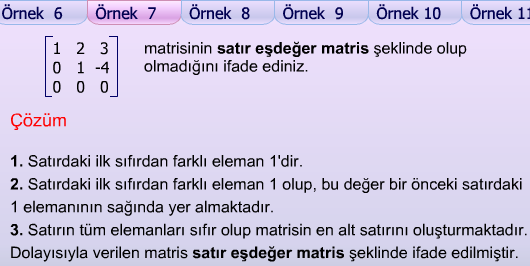 Örnek 6 Örnek 7 Örnek 8 Örnek 9 Örnek 10 Örnek 11
1 2 3 matrisinin satır eşdeğer matris şeklinde olup
0 1 -4 olmadığını ifade ediniz.
0 0 0
Çözüm
1. Satırdaki ilk sıfırdan farklı eleman 1'dir.
2. Satırdaki ilk sıfırdan farklı eleman 1 olup, bu değer bir önceki satırdaki
1 elemanının sağında yer almaktadır.
3. Satırın tüm elemanları sıfır olup matrisin en alt satırını oluşturmaktadır.
Dolayısıyla verilen matris satır eşdeğer matris şeklinde ifade edilmiştir.